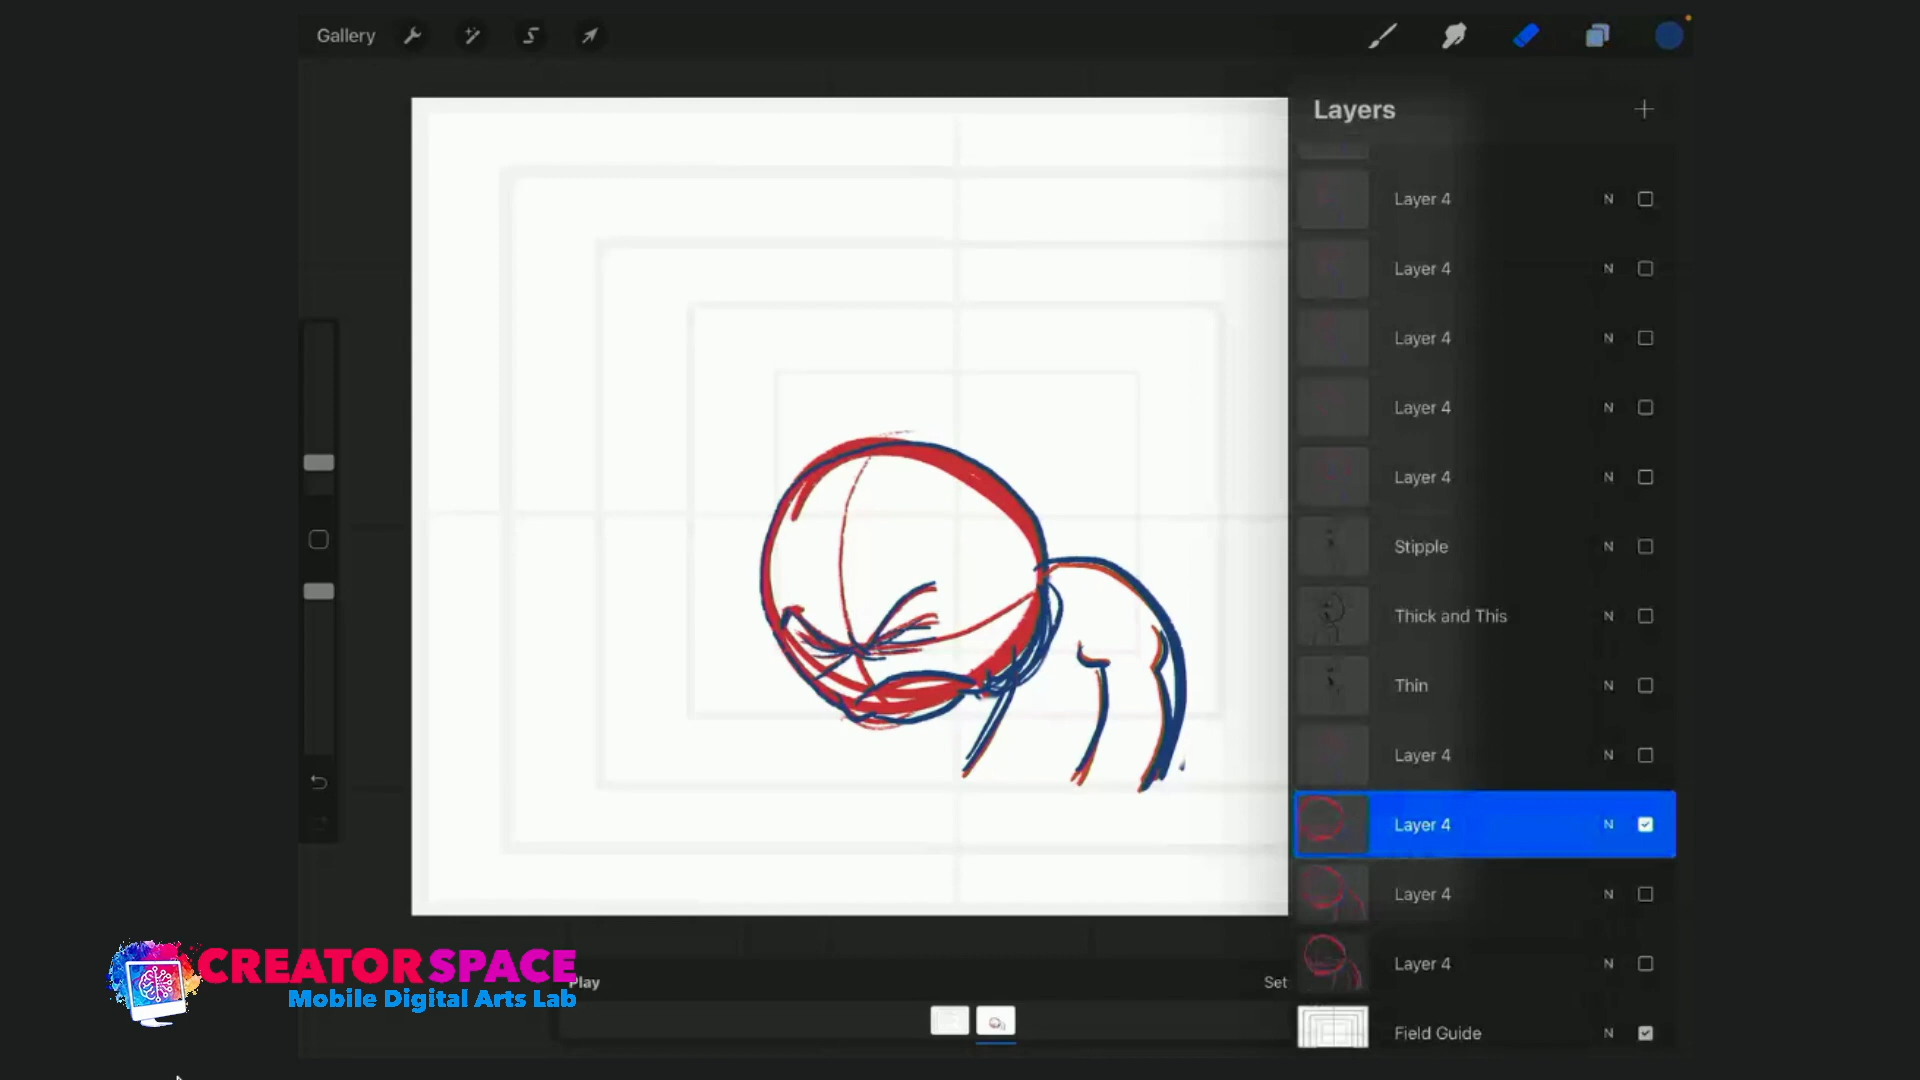 Gallery
Layers
Layer 4 N
Layer 4 N
Layer 4 N
Layer 4 N
Layer 4 N
Stipple N
Thick and This N
Thin N
Layer 4 N
Layer 4 N
Layer 4 N
Layer 4 N
Field Guide N
Play
Set
CREATORSPACE
Mobile Digital Arts Lab